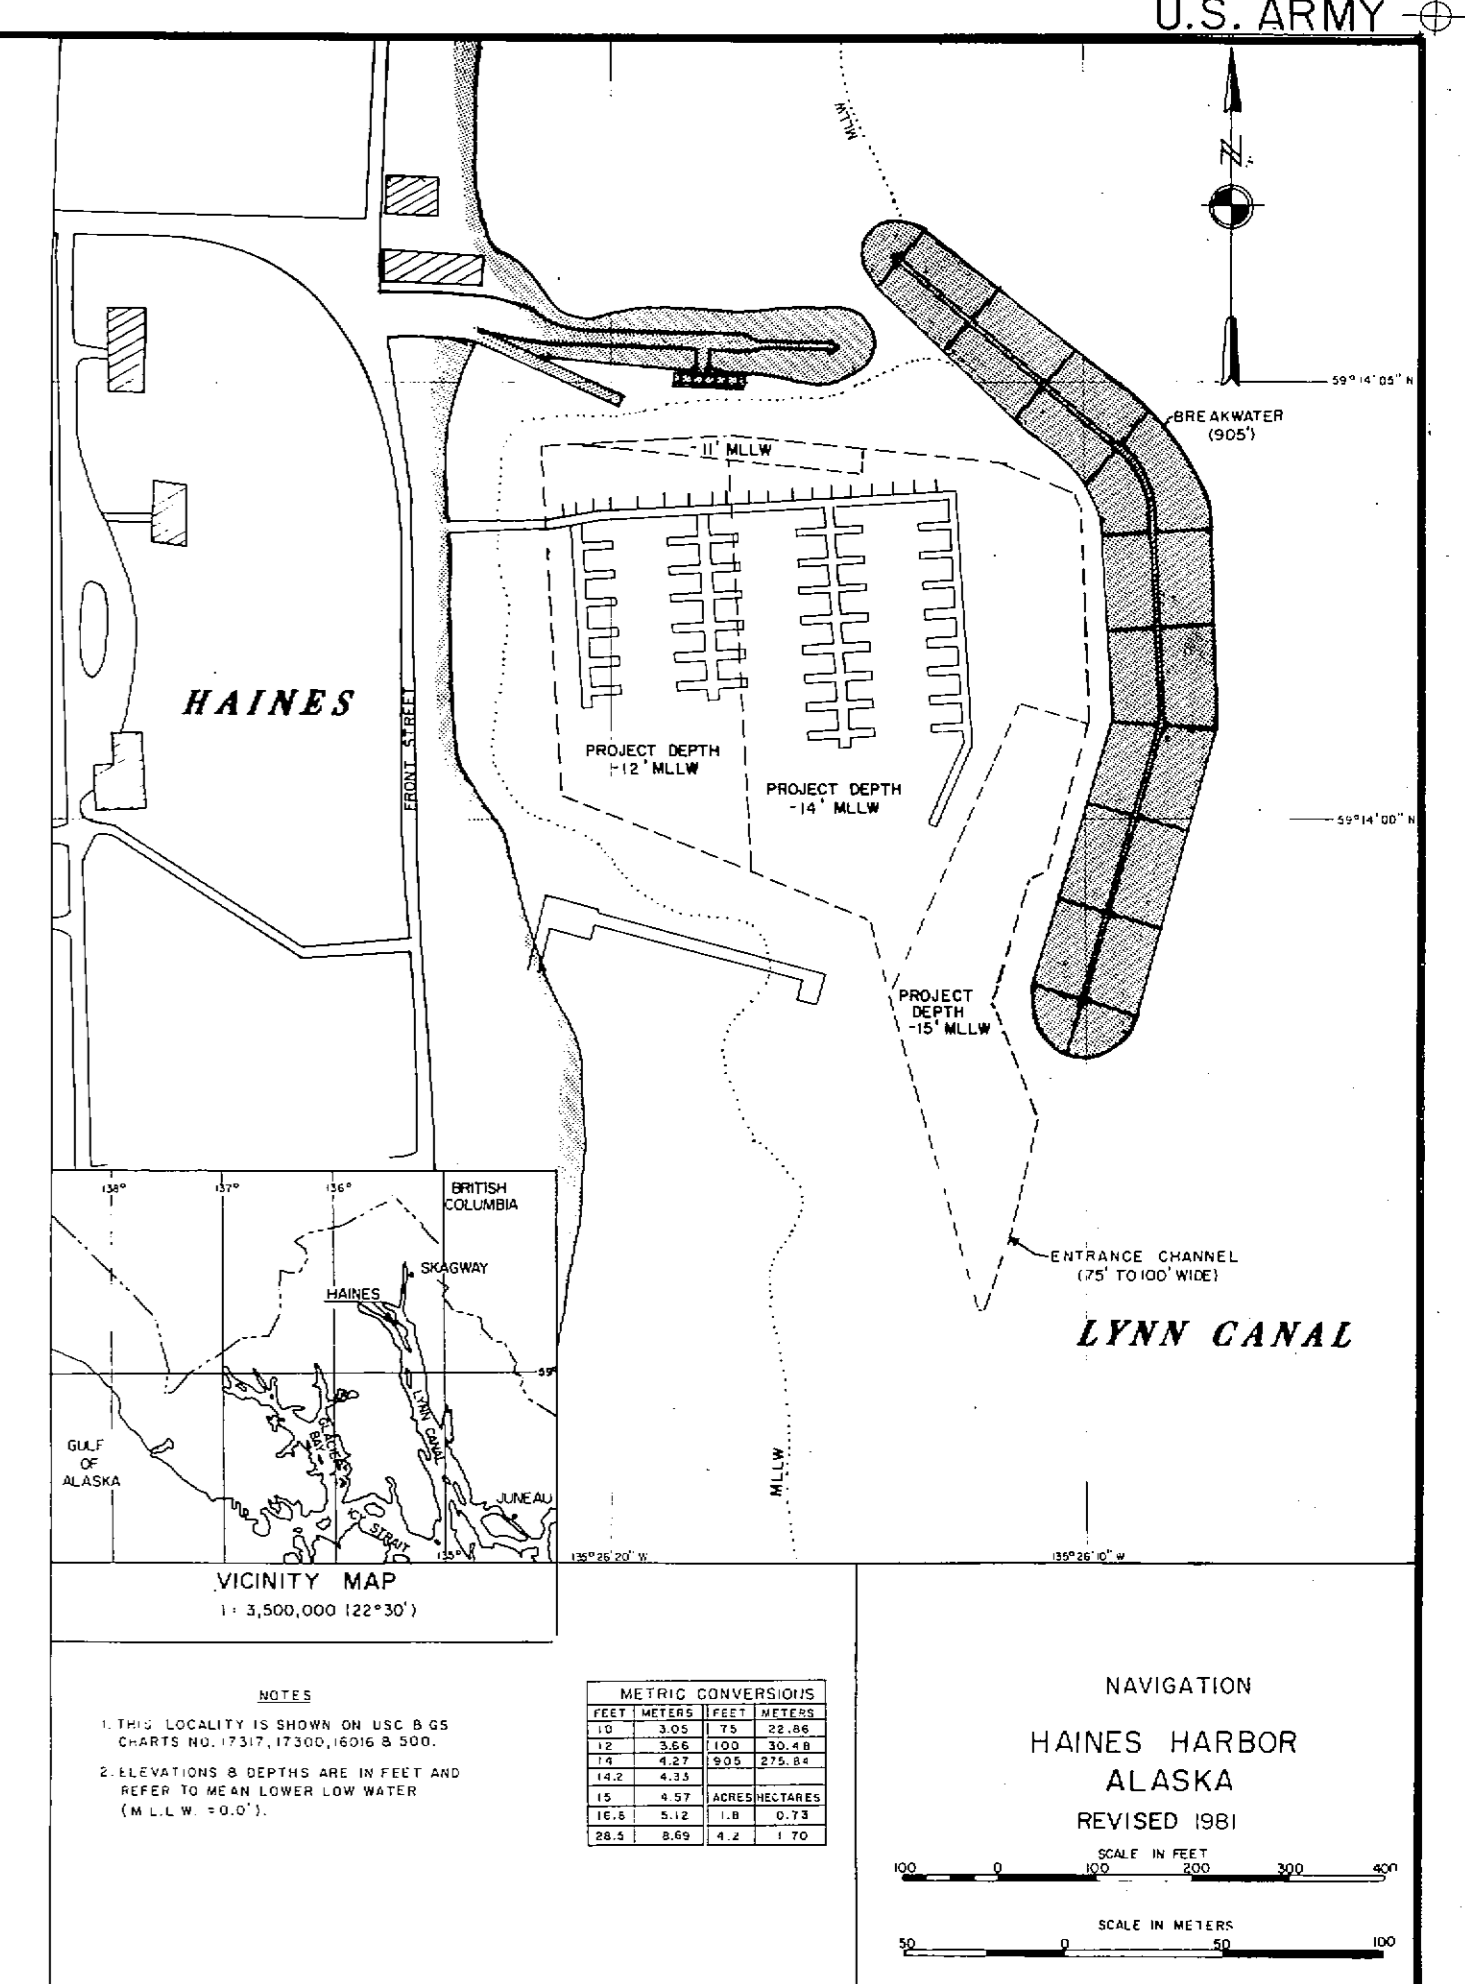 U.S. ARMY
MLLW
N
59°14'05" N
BREAKWATER
(905')
-11' MLLW
HAINES
FRONT STREET
PROJECT DEPTH
-12' MLLW
PROJECT DEPTH
-14' MLLW
59°14'00" N
PROJECT
DEPTH
-15' MLLW
ENTRANCE CHANNEL
(75' TO 100' WIDE)
LYNN CANAL
MLLW
135°26'20" W
135°26'10" W
138°
137°
136°
BRITISH
COLUMBIA
SKAGWAY
HAINES
59°
LYNN CANAL
GLACIER
BAY
GULF
OF
ALASKA
JUNEAU
ICY STRAIT
135°
VICINITY MAP
1: 3,500,000 (22°30')
NOTES
1. THIS LOCALITY IS SHOWN ON USC & GS
CHARTS NO. 17317, 17300, 16016 & 500.
2. ELEVATIONS & DEPTHS ARE IN FEET AND
REFER TO MEAN LOWER LOW WATER
(M L.L W. = 0.0').
METRIC CONVERSIONS
FEET METERS FEET METERS
10 3.05 75 22.86
12 3.66 100 30.48
14 4.27 905 275.84
14.2 4.33
15 4.57 ACRES HECTARES
16.8 5.12 1.8 0.73
28.5 8.69 4.2 1 70
NAVIGATION
HAINES HARBOR
ALASKA
REVISED 1981
SCALE IN FEET
100 0 100 200 300 400
SCALE IN METERS
50 0 50 100